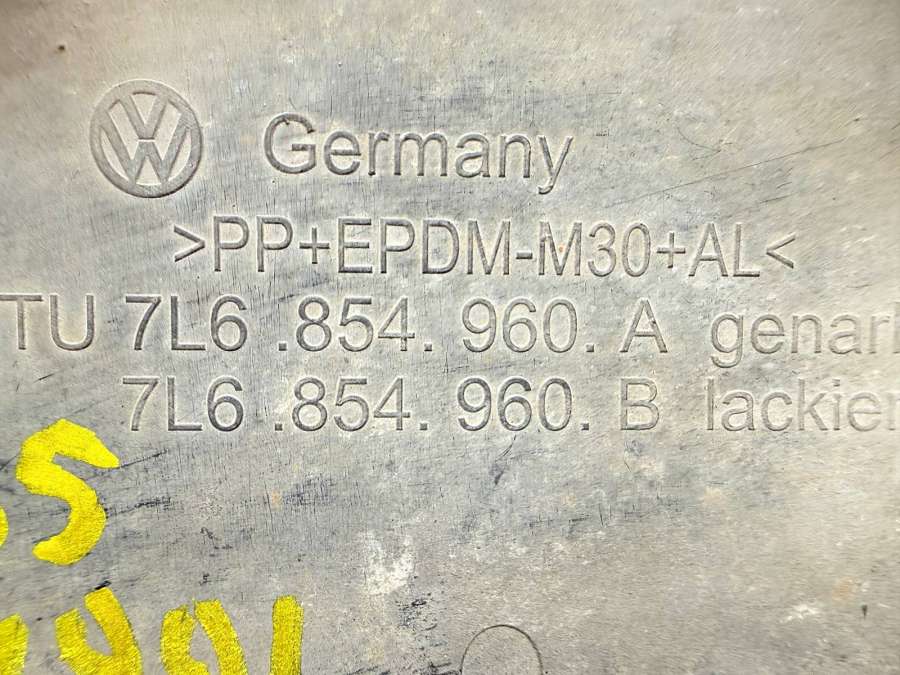 Germany
>PP+EPDM-M30+AL<
TU 7L6 .854. 960. A
7L6 .854. 960. B